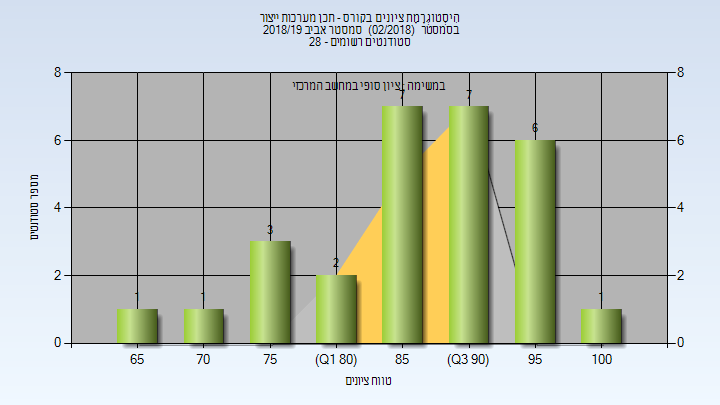 היסטוגרמת ציונים בקורס - תכן מערכות ייצור
בסמסטר (02/2018) סמסטר אביב 2018/19
סטודנטים רשומים - 28
במשימה : ציון סופי במחשב המרכזי
8 8
6 6
4 4
2 2
0 0
מספר סטודנטים
1 1 3 2 7 7 6 1
65 70 75 (Q1 80) 85 (Q3 90) 95 100
טווח ציונים